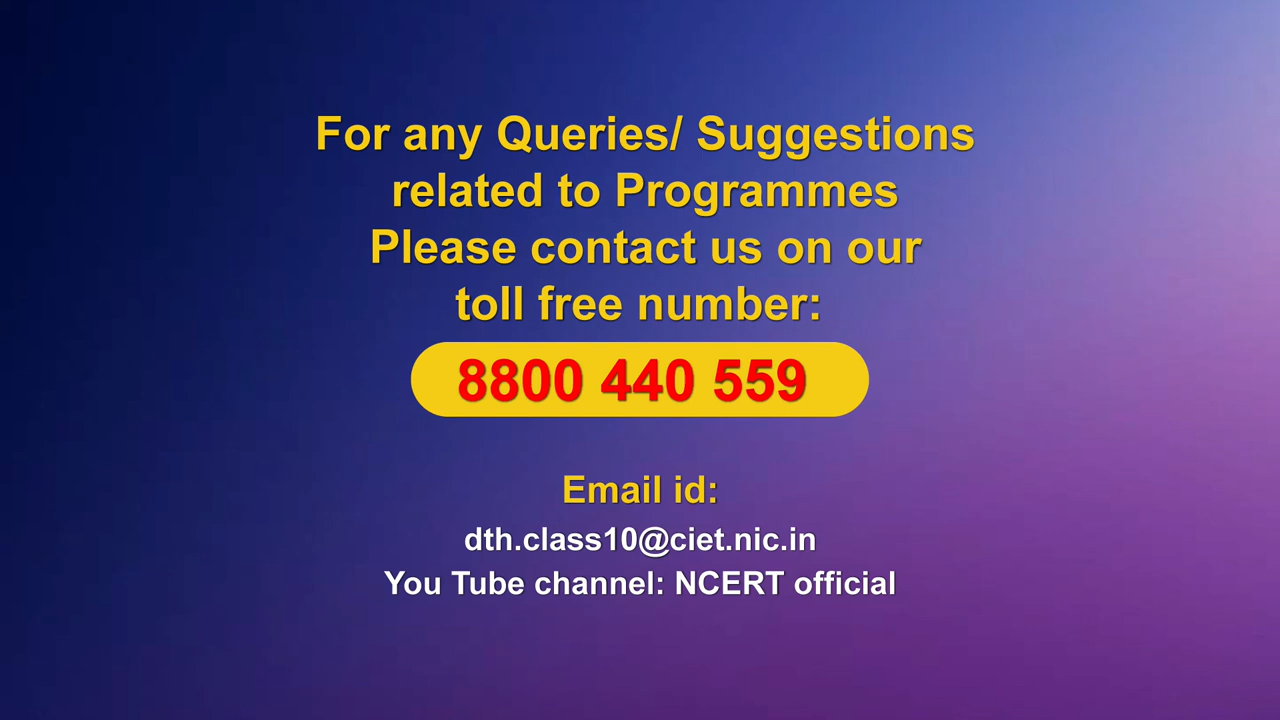 For any Queries/ Suggestions
related to Programmes
Please contact us on our
toll free number:
8800 440 559
Email id:
dth.class10@ciet.nic.in
You Tube channel: NCERT official